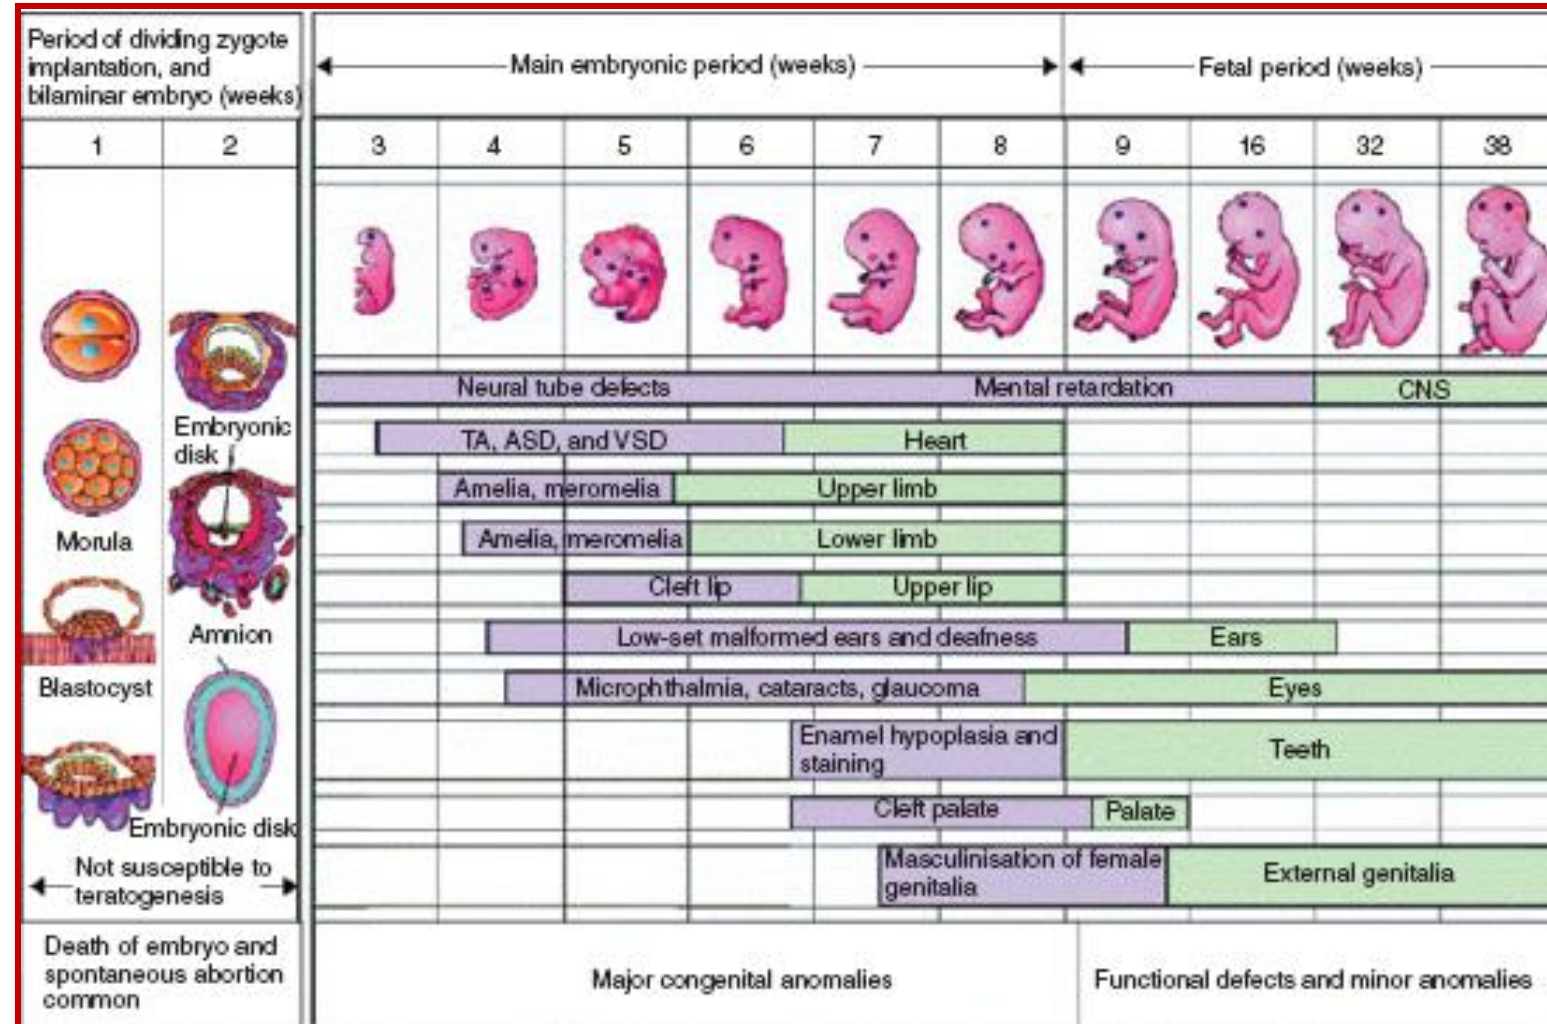 Period of dividing zygote
implantation, and
bilaminar embryo (weeks)
Main embryonic period (weeks)
Fetal period (weeks)
1
2
3
4
5
6
7
8
9
16
32
38
Embryonic
disk
Morula
Amnion
Blastocyst
Embryonic disk
Not susceptible to
teratogenesis
Neural tube defects
Mental retardation
CNS
TA, ASD, and VSD
Heart
Amelia, meromelia
Upper limb
Amelia, meromelia
Lower limb
Cleft lip
Upper lip
Low-set malformed ears and deafness
Ears
Microphthalmia, cataracts, glaucoma
Eyes
Enamel hypoplasia and
staining
Teeth
Cleft palate
Palate
Masculinisation of female
genitalia
External genitalia
Death of embryo and
spontaneous abortion
common
Major congenital anomalies
Functional defects and minor anomalies